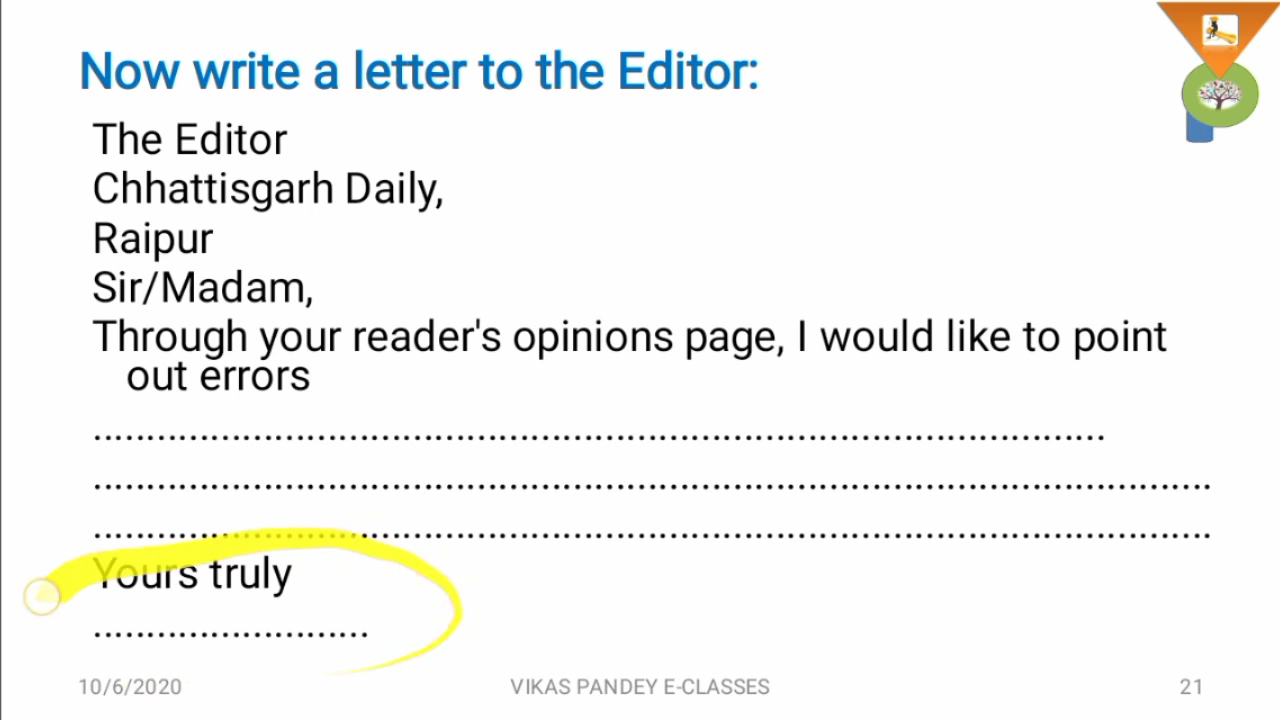 Now write a letter to the Editor:
The Editor
Chhattisgarh Daily,
Raipur
Sir/Madam,
Through your reader's opinions page, I would like to point
out errors
................................................................................................
..........................................................................................................
..........................................................................................................
Yours truly
..........................
10/6/2020 VIKAS PANDEY E-CLASSES 21